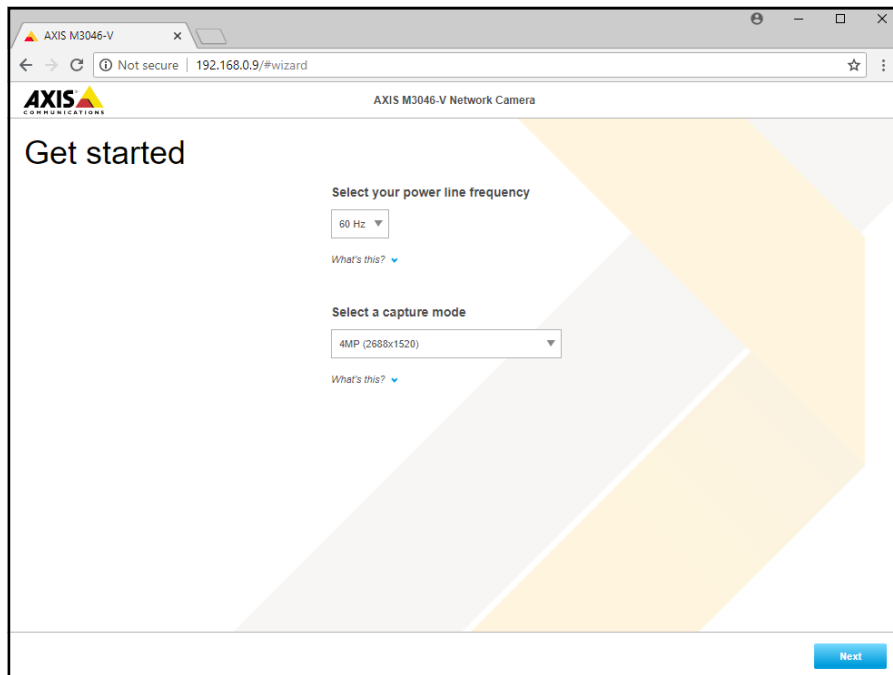 AXIS M3046-V
Not secure | 192.168.0.9/#wizard
AXIS
COMMUNICATIONS
AXIS M3046-V Network Camera
Get started
Select your power line frequency
60 Hz
What's this?
Select a capture mode
4MP (2688x1520)
What's this?
Next